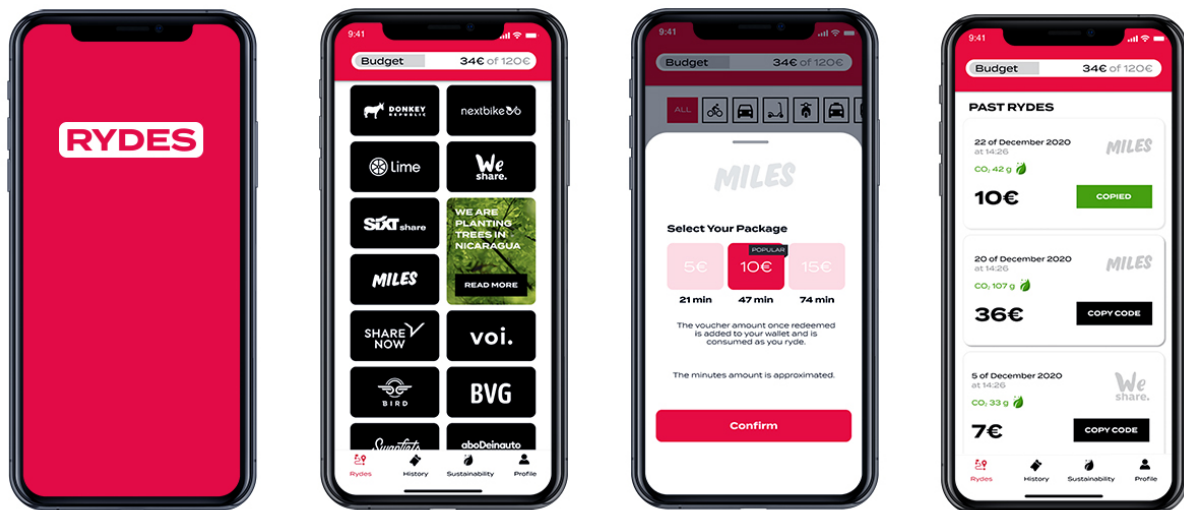 RYDES
9:41
Budget 34€ of 120€
DONKEY
REPUBLIC
nextbike
Lime
We
share.
SIXT share
WE ARE
PLANTING
TREES IN
NICARAGUA
READ MORE
MILES
SHARE
NOW
voi.
BIRD
BVG
aboDeinauto
Rydes History Sustainability Profile
9:41
Budget 34€ of 120€
ALL
MILES
Select Your Package
POPULAR
5€ 10€ 15€
21 min 47 min 74 min
The voucher amount once redeemed
is added to your wallet and is
consumed as you ryde.
The minutes amount is approximated.
Confirm
9:41
Budget 34€ of 120€
PAST RYDES
22 of December 2020
at 14:26
MILES
CO₂ 42 g
10€ COPIED
20 of December 2020
at 14:26
MILES
CO₂ 107 g
36€ COPY CODE
5 of December 2020
at 14:26
We
share.
CO₂ 33 g
7€ COPY CODE
Rydes History Sustainability Profile